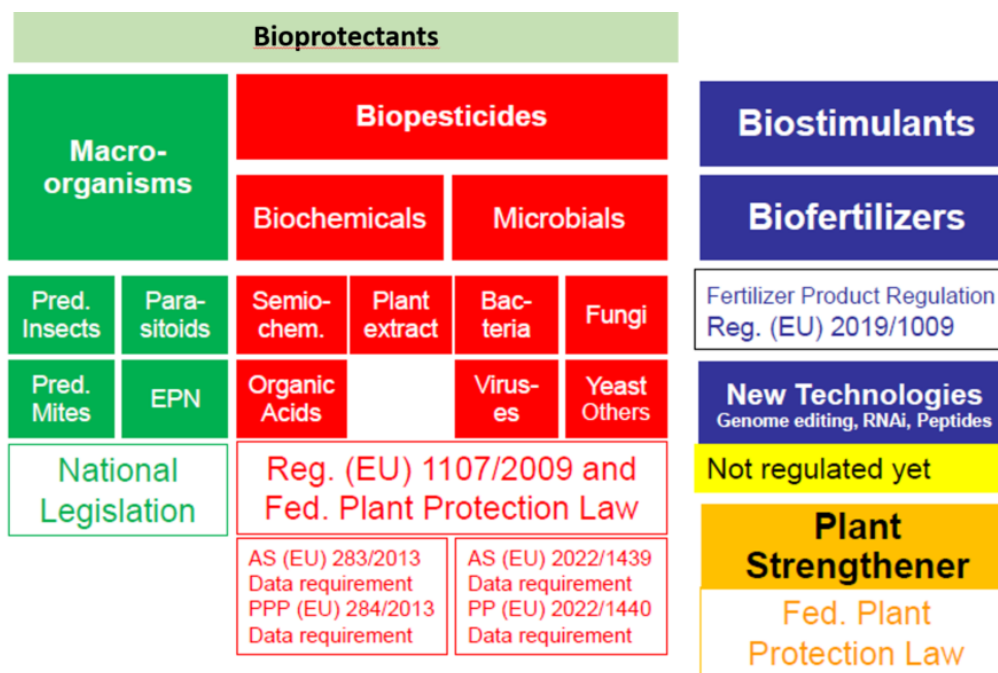 Bioprotectants
Macro-
organisms
Biopesticides
Biochemicals
Microbials
Pred.
Insects
Para-
sitoids
Semio-
chem.
Plant
extract
Bac-
teria
Fungi
Pred.
Mites
EPN
Organic
Acids
Virus-
es
Yeast
Others
National
Legislation
Reg. (EU) 1107/2009 and
Fed. Plant Protection Law
AS (EU) 283/2013
Data requirement
PPP (EU) 284/2013
Data requirement
AS (EU) 2022/1439
Data requirement
PP (EU) 2022/1440
Data requirement
Biostimulants
Biofertilizers
Fertilizer Product Regulation
Reg. (EU) 2019/1009
New Technologies
Genome editing, RNAi, Peptides
Not regulated yet
Plant
Strengthener
Fed. Plant
Protection Law